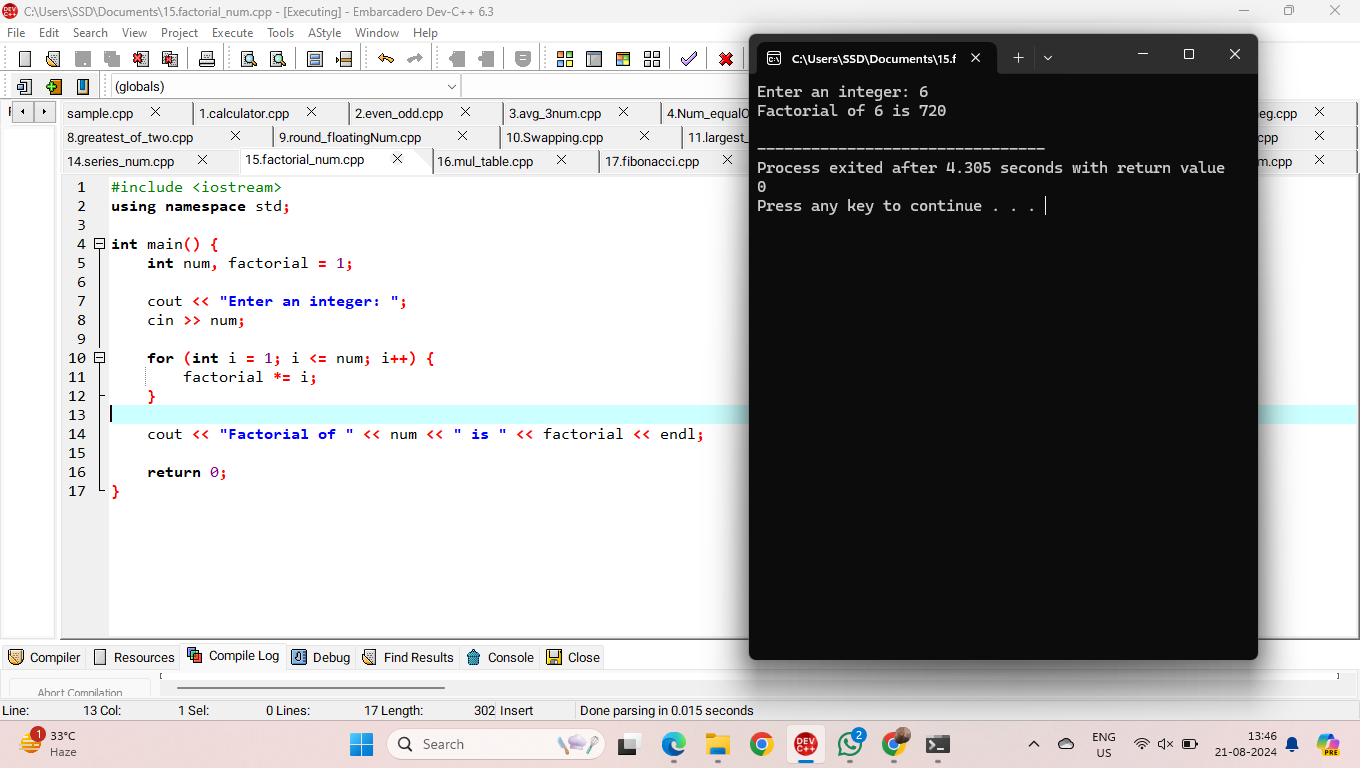 C:\Users\SSD\Documents\15.factorial_num.cpp - [Executing] - Embarcadero Dev-C++ 6.3
File Edit Search View Project Execute Tools AStyle Window Help
(globals)
sample.cpp 1.calculator.cpp 2.even_odd.cpp 3.avg_3num.cpp 4.Num_equalO eg.cpp
8.greatest_of_two.cpp 9.round_floatingNum.cpp 10.Swapping.cpp 11.largest_ cpp
14.series_num.cpp 15.factorial_num.cpp 16.mul_table.cpp 17.fibonacci.cpp m.cpp
1 #include <iostream>
2 using namespace std;
3
4 int main() {
5 int num, factorial = 1;
6
7 cout << "Enter an integer: ";
8 cin >> num;
9
10 for (int i = 1; i <= num; i++) {
11 factorial *= i;
12 }
13
14 cout << "Factorial of " << num << " is " << factorial << endl;
15
16 return 0;
17 }
C:\Users\SSD\Documents\15.f
Enter an integer: 6
Factorial of 6 is 720
--------------------------------
Process exited after 4.305 seconds with return value
0
Press any key to continue . . .
Compiler Resources Compile Log Debug Find Results Console Close
Abort Compilation
Line: 13 Col: 1 Sel: 0 Lines: 17 Length: 302 Insert Done parsing in 0.015 seconds
1 33°C
Haze
Search
DEV C++
2
ENG
US
13:46
21-08-2024
PRE